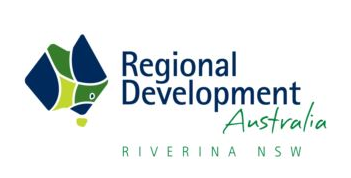 Regional
Development
Australia
RIVERINA NSW